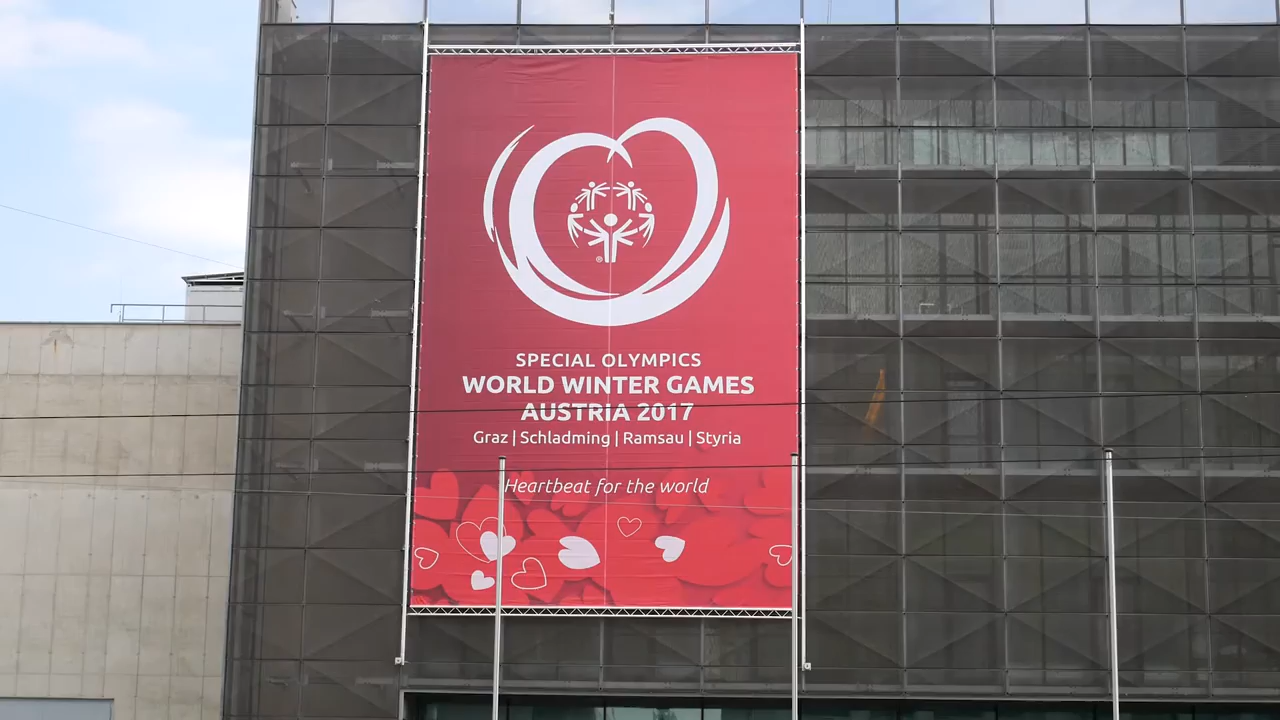 ®
SPECIAL OLYMPICS
WORLD WINTER GAMES
AUSTRIA 2017
Graz | Schladming | Ramsau | Styria
Heartbeat for the world